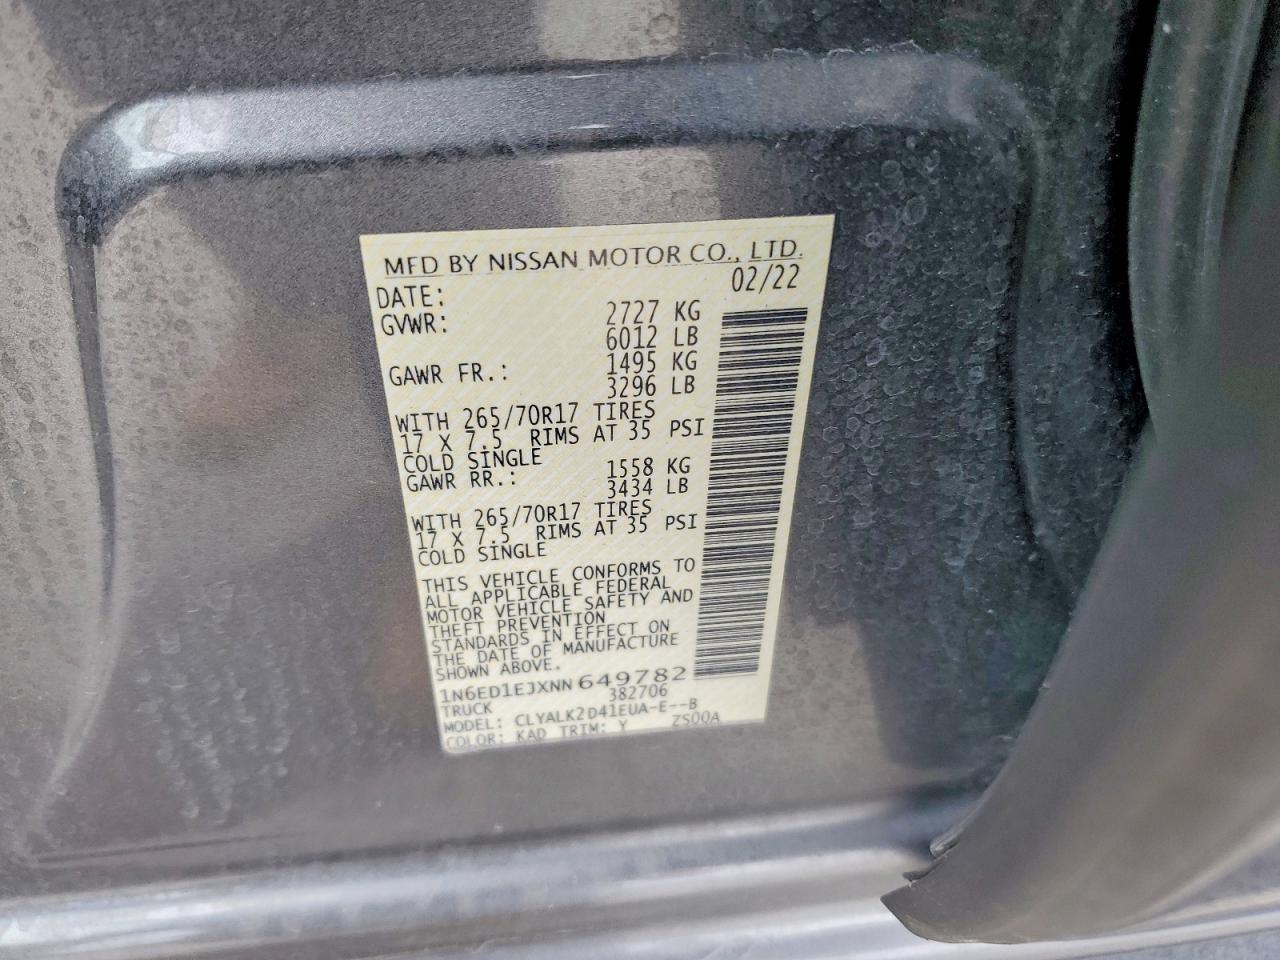 MFD BY NISSAN MOTOR CO., LTD.
DATE: 02/22
GVWR: 2727 KG
6012 LB
GAWR FR.: 1495 KG
3296 LB
WITH 265/70R17 TIRES
17 X 7.5 RIMS AT 35 PSI
COLD SINGLE
GAWR RR.: 1558 KG
3434 LB
WITH 265/70R17 TIRES
17 X 7.5 RIMS AT 35 PSI
COLD SINGLE
THIS VEHICLE CONFORMS TO
ALL APPLICABLE FEDERAL
MOTOR VEHICLE SAFETY AND
THEFT PREVENTION
STANDARDS IN EFFECT ON
THE DATE OF MANUFACTURE
SHOWN ABOVE.
1N6ED1EJXNN649782
TRUCK 382706
MODEL: CLYALK2D41EUA-E--B
COLOR: KAD TRIM: Y ZS00A